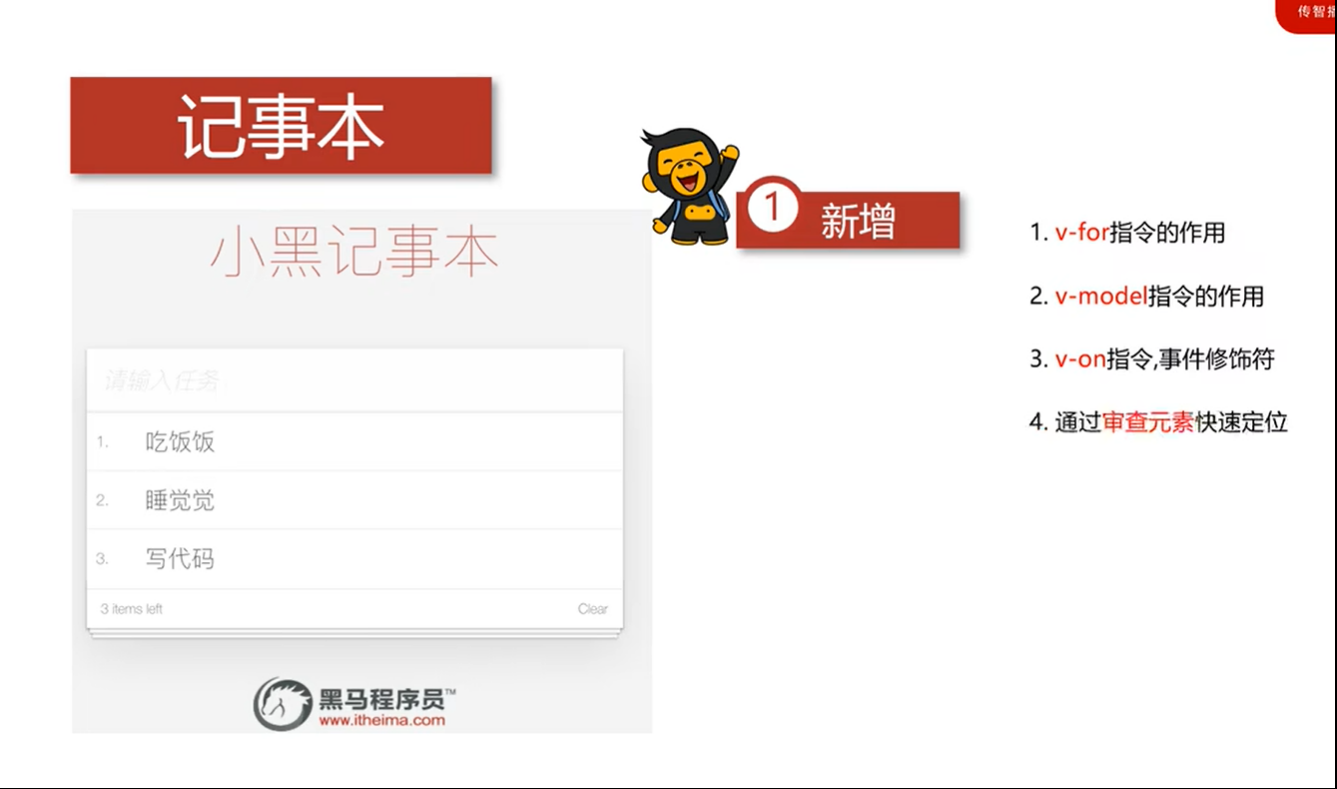 传智播
记事本
小黑记事本
请输入任务
1. 吃饭饭
2. 睡觉觉
3. 写代码
3 items left Clear
黑马程序员™
www.itheima.com
1 新增
1. v-for指令的作用
2. v-model指令的作用
3. v-on指令,事件修饰符
4. 通过审查元素快速定位